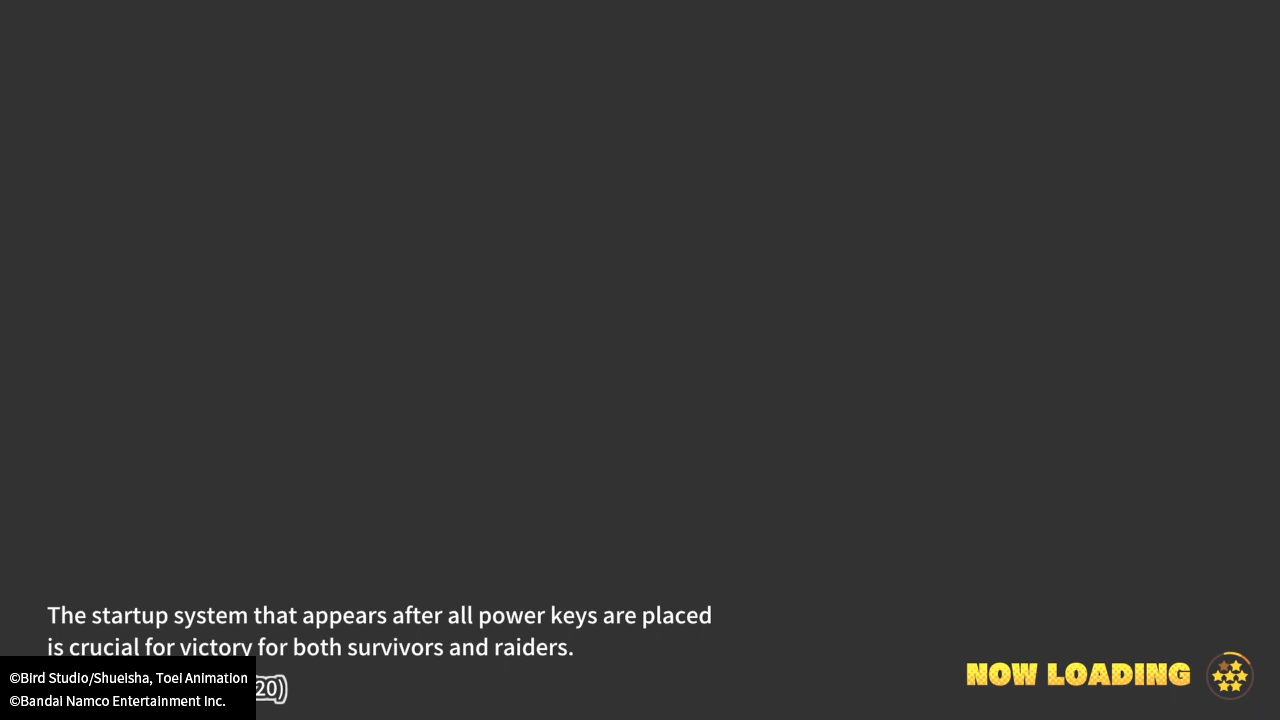 The startup system that appears after all power keys are placed
is crucial for victory for both survivors and raiders.
©Bird Studio/Shueisha, Toei Animation
20)
©Bandai Namco Entertainment Inc.
NOW LOADING